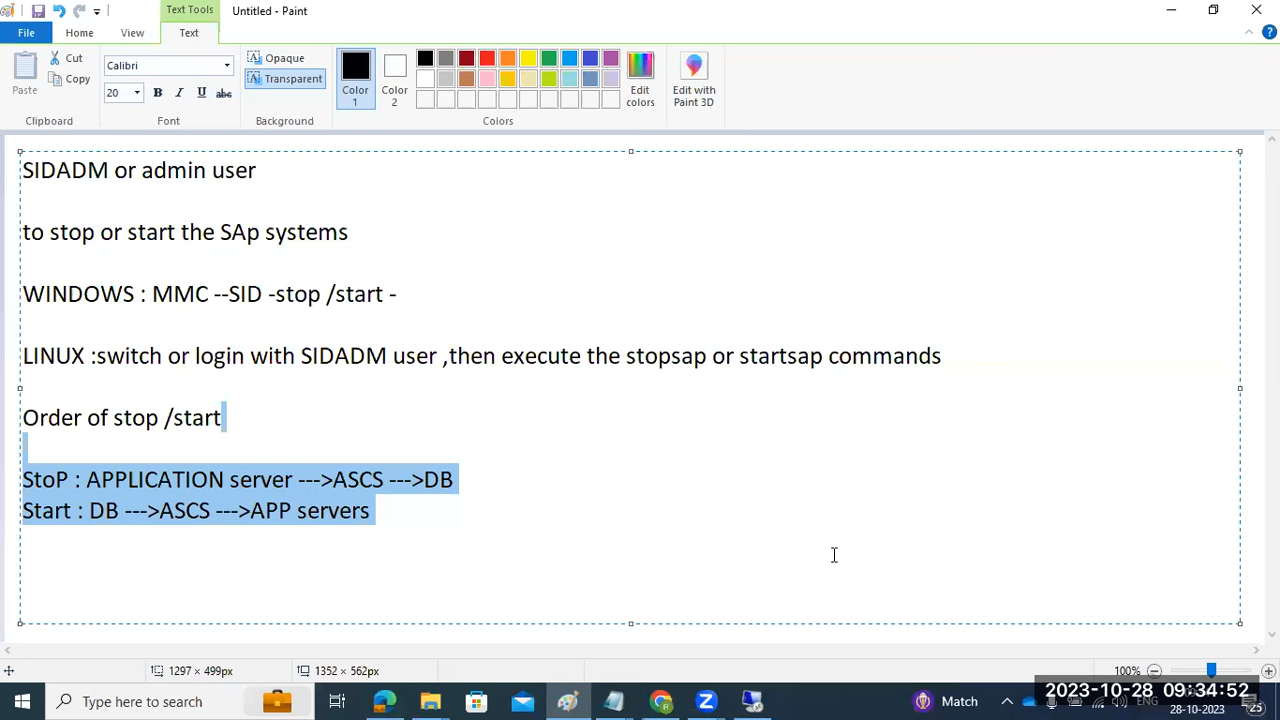 Untitled - Paint
Text Tools
File
Home
View
Text
Paste
Cut
Copy
Clipboard
Calibri
20
B I U abc
Font
Opaque
Transparent
Background
Color 1
Color 2
Edit colors
Colors
Edit with Paint 3D
SIDADM or admin user
to stop or start the SAp systems
WINDOWS : MMC --SID -stop /start -
LINUX :switch or login with SIDADM user ,then execute the stopsap or startsap commands
Order of stop /start
StoP : APPLICATION server --->ASCS --->DB
Start : DB --->ASCS --->APP servers
1297 × 499px
1352 × 562px
100%
Type here to search
Match
ENG
2023-10-28 09:34:52
28-10-2023
25